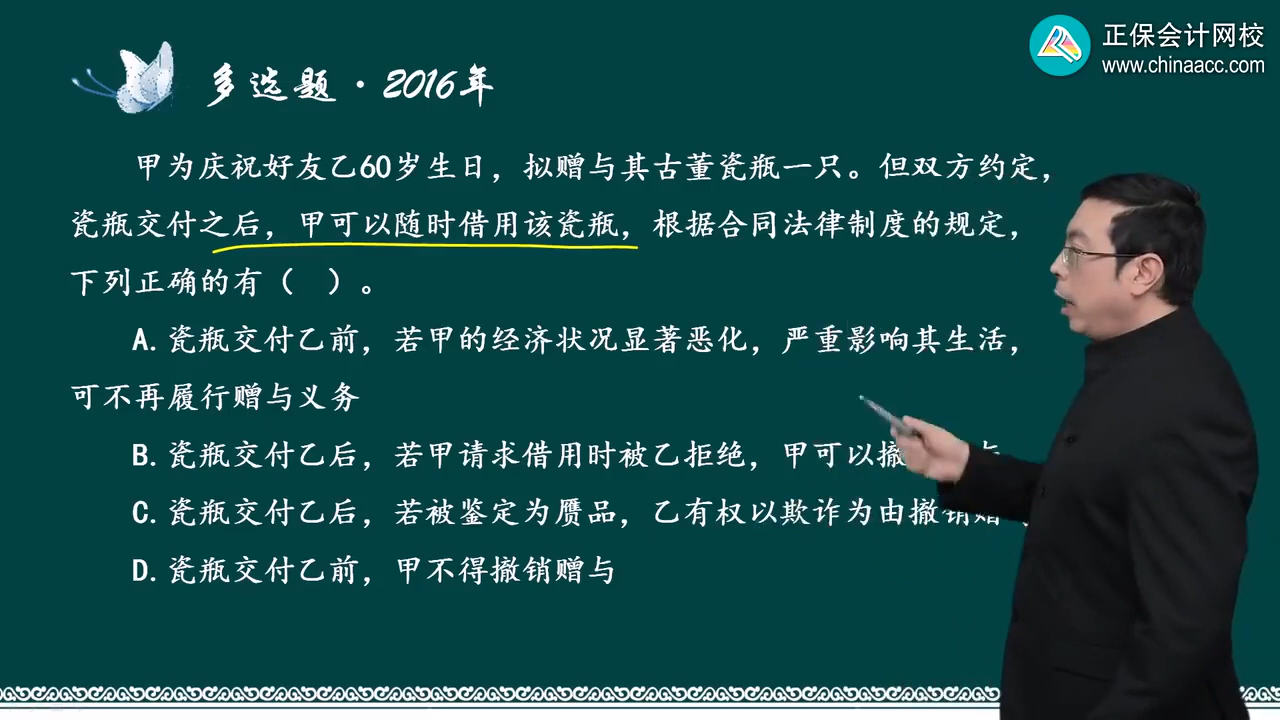 正保会计网校
www.chinaacc.com
多选题·2016年
甲为庆祝好友乙60岁生日，拟赠与其古董瓷瓶一只。但双方约定，
瓷瓶交付之后，甲可以随时借用该瓷瓶，根据合同法律制度的规定，
下列正确的有（ ）。
A.瓷瓶交付乙前，若甲的经济状况显著恶化，严重影响其生活，
可不再履行赠与义务
B.瓷瓶交付乙后，若甲请求借用时被乙拒绝，甲可以撤
C.瓷瓶交付乙后，若被鉴定为赝品，乙有权以欺诈为由撤销赠
D.瓷瓶交付乙前，甲不得撤销赠与